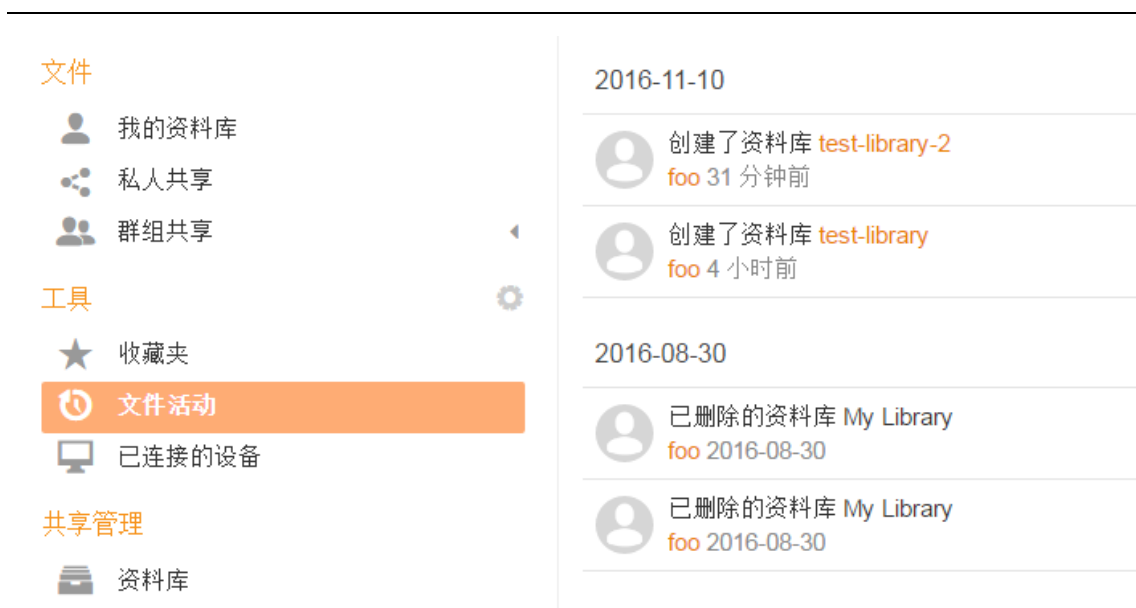 文件
我的资料库
私人共享
群组共享
工具
收藏夹
文件活动
已连接的设备
共享管理
资料库
2016-11-10
创建了资料库 test-library-2
foo 31 分钟前
创建了资料库 test-library
foo 4 小时前
2016-08-30
已删除的资料库 My Library
foo 2016-08-30
已删除的资料库 My Library
foo 2016-08-30